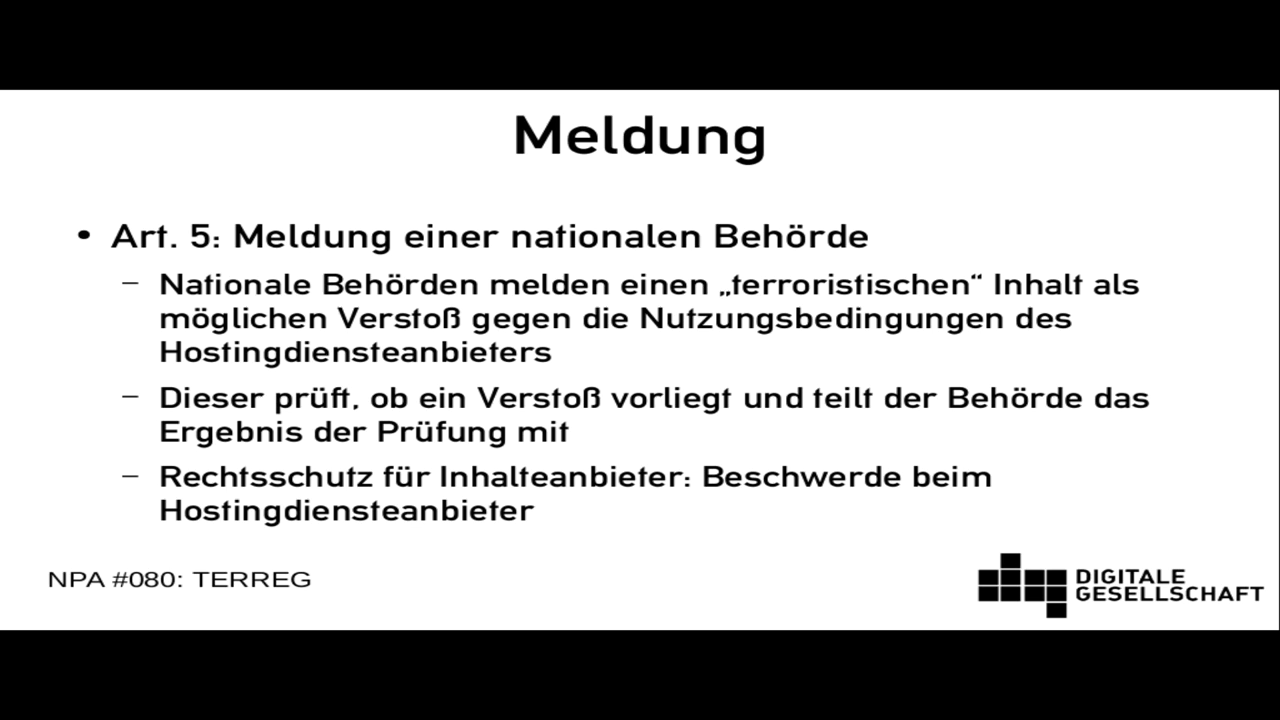 Meldung
• Art. 5: Meldung einer nationalen Behörde
– Nationale Behörden melden einen „terroristischen“ Inhalt als
möglichen Verstoß gegen die Nutzungsbedingungen des
Hostingdiensteanbieters
– Dieser prüft, ob ein Verstoß vorliegt und teilt der Behörde das
Ergebnis der Prüfung mit
– Rechtsschutz für Inhalteanbieter: Beschwerde beim
Hostingdiensteanbieter
NPA #080: TERREG
DIGITALE
GESELLSCHAFT